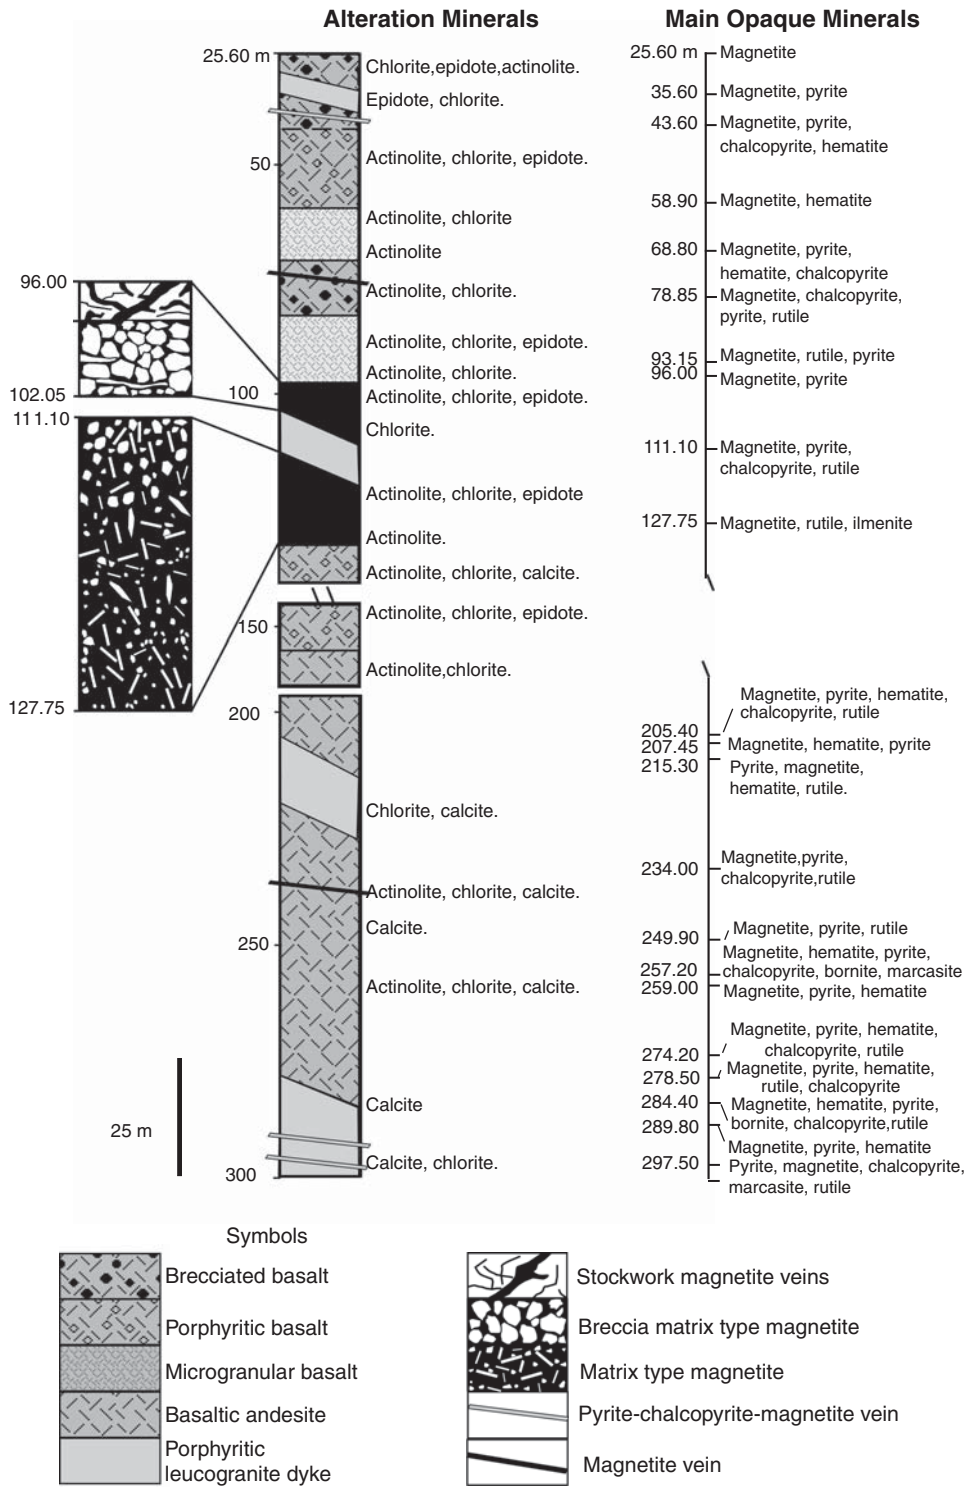 Alteration Minerals
Main Opaque Minerals
25.60 m
Chlorite,epidote,actinolite.
Epidote, chlorite.
50
Actinolite, chlorite, epidote.
Actinolite, chlorite
Actinolite
Actinolite, chlorite.
Actinolite, chlorite, epidote.
Actinolite, chlorite.
100
Actinolite, chlorite, epidote.
Chlorite.
Actinolite, chlorite, epidote
Actinolite.
Actinolite, chlorite, calcite.
Actinolite, chlorite, epidote.
150
Actinolite,chlorite.
200
Chlorite, calcite.
Actinolite, chlorite, calcite.
Calcite.
250
Actinolite, chlorite, calcite.
Calcite
Calcite, chlorite.
300
96.00
102.05
111.10
127.75
25 m
25.60 m
Magnetite
35.60
Magnetite, pyrite
43.60
Magnetite, pyrite,
chalcopyrite, hematite
58.90
Magnetite, hematite
68.80
Magnetite, pyrite,
hematite, chalcopyrite
78.85
Magnetite, chalcopyrite,
pyrite, rutile
93.15
Magnetite, rutile, pyrite
96.00
Magnetite, pyrite
111.10
Magnetite, pyrite,
chalcopyrite, rutile
127.75
Magnetite, rutile, ilmenite
Magnetite, pyrite, hematite,
chalcopyrite, rutile
205.40
207.45
Magnetite, hematite, pyrite
215.30
Pyrite, magnetite,
hematite, rutile.
234.00
Magnetite,pyrite,
chalcopyrite,rutile
249.90
Magnetite, pyrite, rutile
257.20
Magnetite, hematite, pyrite,
chalcopyrite, bornite, marcasite
259.00
Magnetite, pyrite, hematite
274.20
Magnetite, pyrite, hematite,
chalcopyrite, rutile
278.50
Magnetite, pyrite, hematite,
rutile, chalcopyrite
284.40
Magnetite, hematite, pyrite,
bornite, chalcopyrite,rutile
289.80
Magnetite, pyrite, hematite
297.50
Pyrite, magnetite, chalcopyrite,
marcasite, rutile
Symbols
Brecciated basalt
Porphyritic basalt
Microgranular basalt
Basaltic andesite
Porphyritic
leucogranite dyke
Stockwork magnetite veins
Breccia matrix type magnetite
Matrix type magnetite
Pyrite-chalcopyrite-magnetite vein
Magnetite vein